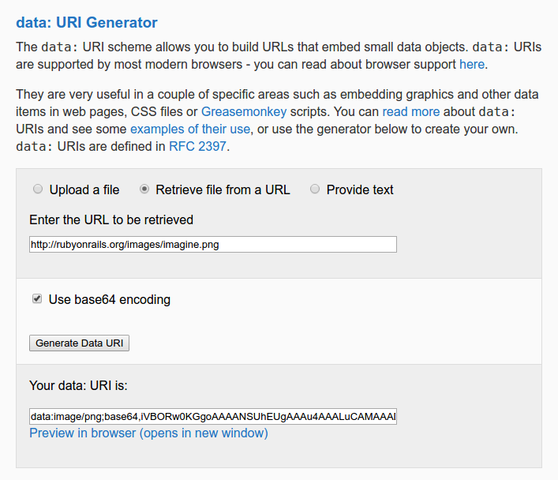 data: URI Generator
The data: URI scheme allows you to build URLs that embed small data objects. data: URIs
are supported by most modern browsers - you can read about browser support here.
They are very useful in a couple of specific areas such as embedding graphics and other data
items in web pages, CSS files or Greasemonkey scripts. You can read more about data:
URIs and see some examples of their use, or use the generator below to create your own.
data: URIs are defined in RFC 2397.
Upload a file Retrieve file from a URL Provide text
Enter the URL to be retrieved
http://rubyonrails.org/images/imagine.png
Use base64 encoding
Generate Data URI
Your data: URI is:
data:image/png;base64,iVBORw0KGgoAAAANSUhEUgAAAu4AAALuCAMAAAI
Preview in browser (opens in new window)